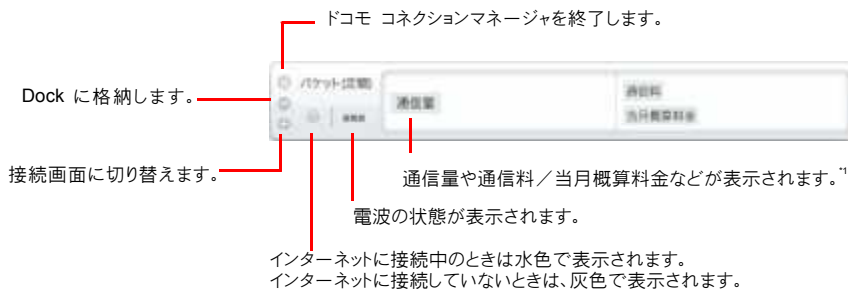 ドコモ コネクションマネージャを終了します。
Dock に格納します。
接続画面に切り替えます。
パケット(定額)
通信量
通信料
当月概算料金
通信量や通信料／当月概算料金などが表示されます。*1
電波の状態が表示されます。
インターネットに接続中のときは水色で表示されます。
インターネットに接続していないときは、灰色で表示されます。